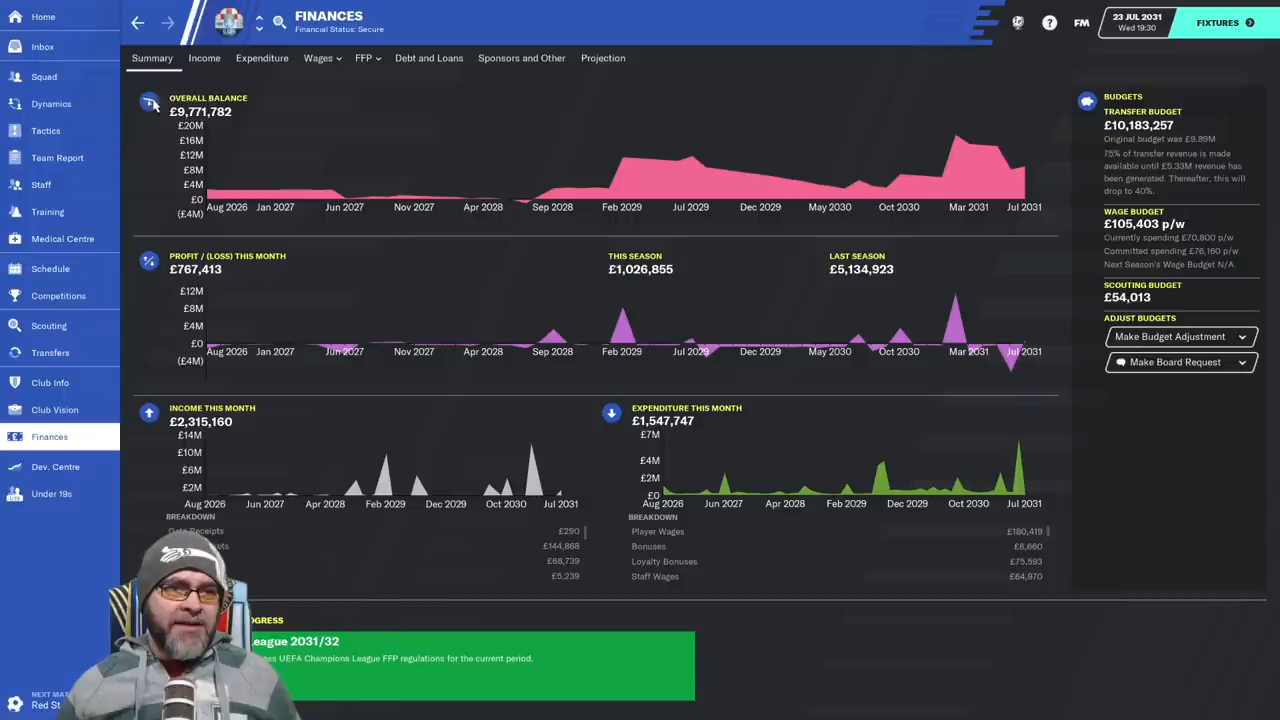 Home
Inbox
Squad
Dynamics
Tactics
Team Report
Staff
Training
Medical Centre
Schedule
Competitions
Scouting
Transfers
Club Info
Club Vision
Finances
Dev. Centre
Under 19s
NEXT MAT
Red St
FINANCES
Financial Status: Secure
FM
23 JUL 2031
Wed 19:30
FIXTURES
Summary Income Expenditure Wages FFP Debt and Loans Sponsors and Other Projection
OVERALL BALANCE
£9,771,782
£20M
£16M
£12M
£8M
£4M
£0
(£4M)
Aug 2026 Jan 2027 Jun 2027 Nov 2027 Apr 2028 Sep 2028 Feb 2029 Jul 2029 Dec 2029 May 2030 Oct 2030 Mar 2031 Jul 2031
PROFIT / (LOSS) THIS MONTH
£767,413
THIS SEASON
£1,026,855
LAST SEASON
£5,134,923
£12M
£8M
£4M
£0
(£4M)
Aug 2026 Jan 2027 Jun 2027 Nov 2027 Apr 2028 Sep 2028 Feb 2029 Jul 2029 Dec 2029 May 2030 Oct 2030 Mar 2031 Jul 2031
INCOME THIS MONTH
£2,315,160
£14M
£10M
£6M
£2M
Aug 2026 Jun 2027 Apr 2028 Feb 2029 Dec 2029 Oct 2030 Jul 2031
BREAKDOWN
Gate Receipts £290
kets £144,868
£68,739
£5,239
EXPENDITURE THIS MONTH
£1,547,747
£7M
£4M
£2M
£0
Aug 2026 Jun 2027 Apr 2028 Feb 2029 Dec 2029 Oct 2030 Jul 2031
BREAKDOWN
Player Wages £180,419
Bonuses £6,660
Loyalty Bonuses £75,593
Staff Wages £64,970
OGRESS
League 2031/32
ss UEFA Champions League FFP regulations for the current period.
BUDGETS
TRANSFER BUDGET
£10,183,257
Original budget was £9.89M
75% of transfer revenue is made
available until £5.33M revenue has
been generated. Thereafter, this will
drop to 40%.
WAGE BUDGET
£105,403 p/w
Currently spending £70,800 p/w
Committed spending £76,160 p/w
Next Season's Wage Budget N/A
SCOUTING BUDGET
£54,013
ADJUST BUDGETS
Make Budget Adjustment
Make Board Request